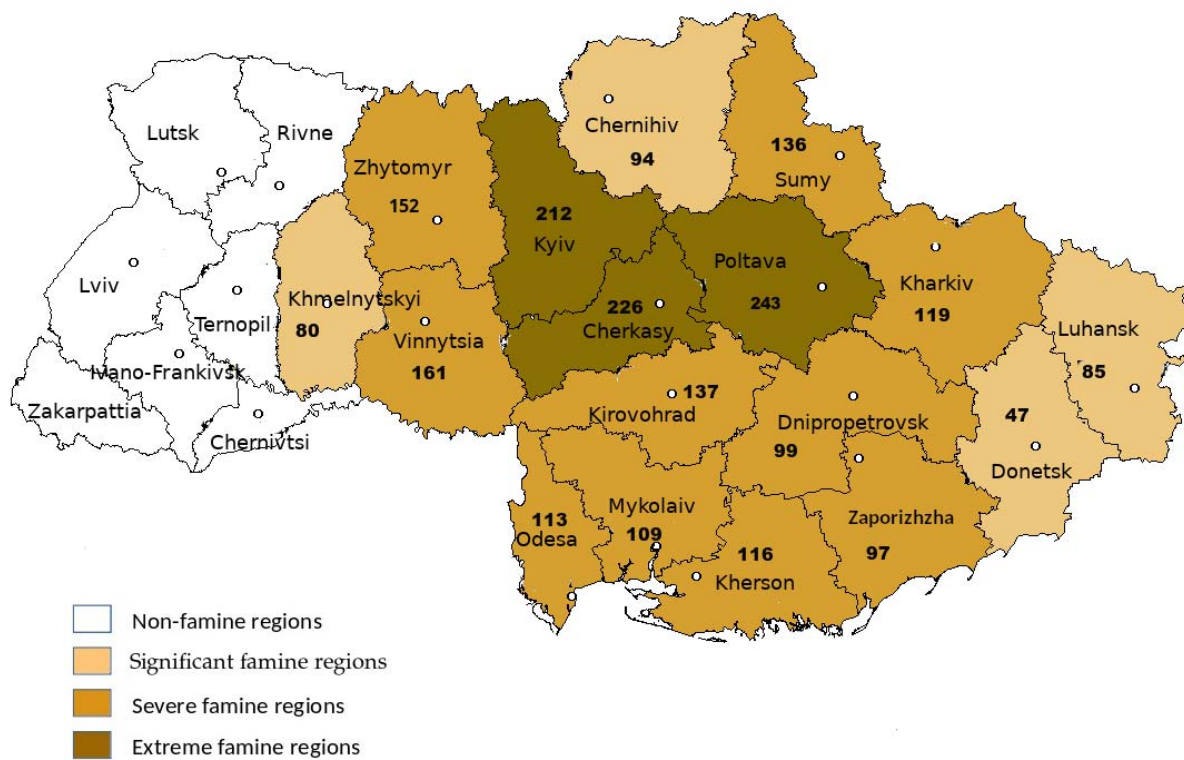 Lutsk
Rivne
Chernihiv
94
136
Sumy
Zhytomyr
152
212
Kyiv
Poltava
243
Kharkiv
119
Lviv
Ternopil
Khmelnytskyi
80
Vinnytsia
161
226
Cherkasy
Luhansk
85
Ivano-Frankivsk
Zakarpattia
Chernivtsi
137
Kirovohrad
Dnipropetrovsk
99
47
Donetsk
113
Odesa
Mykolaiv
109
116
Kherson
Zaporizhzha
97
Non-famine regions
Significant famine regions
Severe famine regions
Extreme famine regions